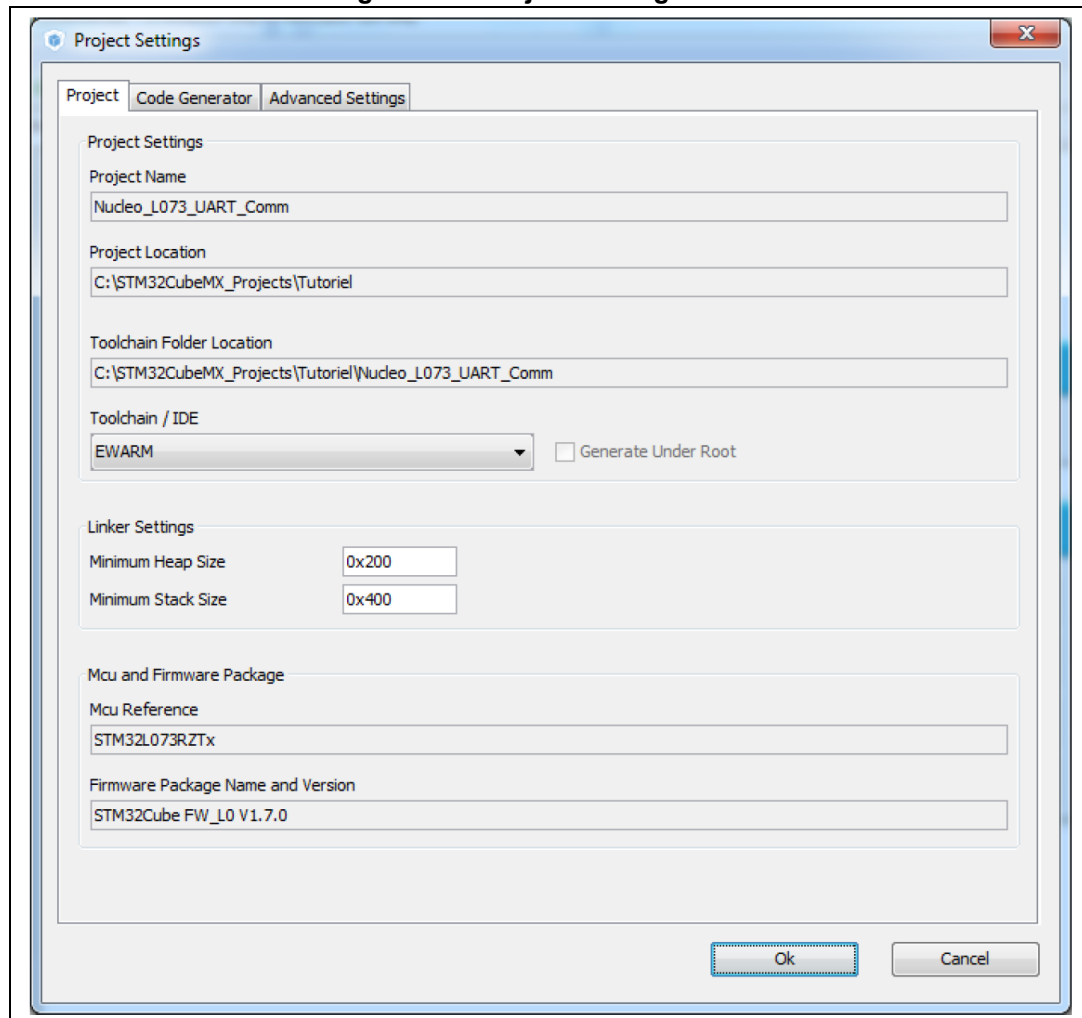 Project Settings
Project Code Generator Advanced Settings
Project Settings
Project Name
Nucleo_L073_UART_Comm
Project Location
C:\STM32CubeMX_Projects\Tutoriel
Toolchain Folder Location
C:\STM32CubeMX_Projects\Tutoriel\Nucleo_L073_UART_Comm
Toolchain / IDE
EWARM Generate Under Root
Linker Settings
Minimum Heap Size 0x200
Minimum Stack Size 0x400
Mcu and Firmware Package
Mcu Reference
STM32L073RZTx
Firmware Package Name and Version
STM32Cube FW_L0 V1.7.0
Ok Cancel